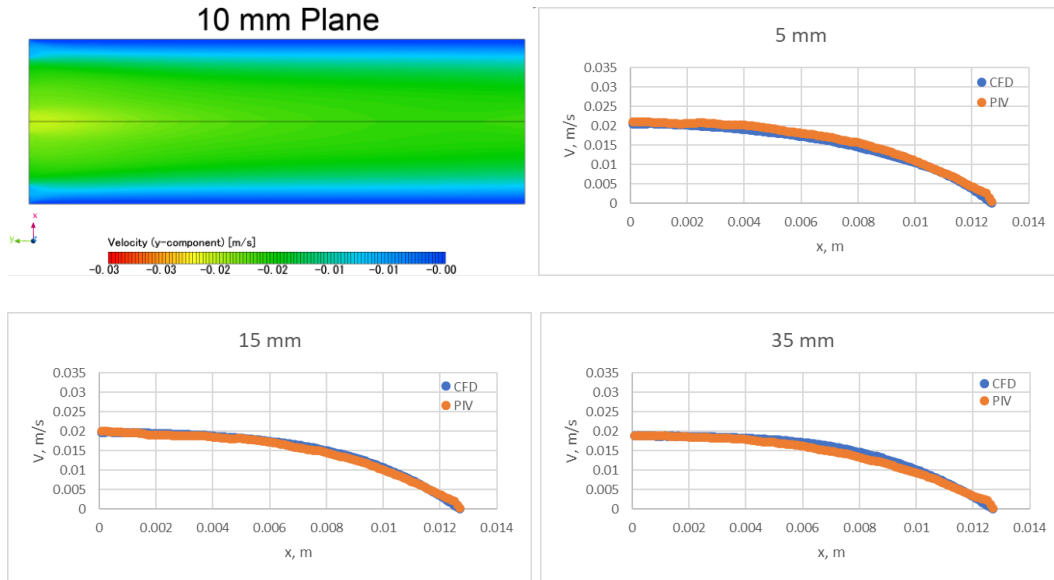 10 mm Plane
x
y
z
Velocity (y-component) [m/s]
-0.03 -0.03 -0.02 -0.02 -0.01 -0.01 -0.00
5 mm
0.035
0.03
0.025
0.02
0.015
0.01
0.005
0
V, m/s
CFD
PIV
0 0.002 0.004 0.006 0.008 0.01 0.012 0.014
x, m
15 mm
0.035
0.03
0.025
0.02
0.015
0.01
0.005
0
V, m/s
CFD
PIV
0 0.002 0.004 0.006 0.008 0.01 0.012 0.014
x, m
35 mm
0.035
0.03
0.025
0.02
0.015
0.01
0.005
0
V, m/s
CFD
PIV
0 0.002 0.004 0.006 0.008 0.01 0.012 0.014
x, m